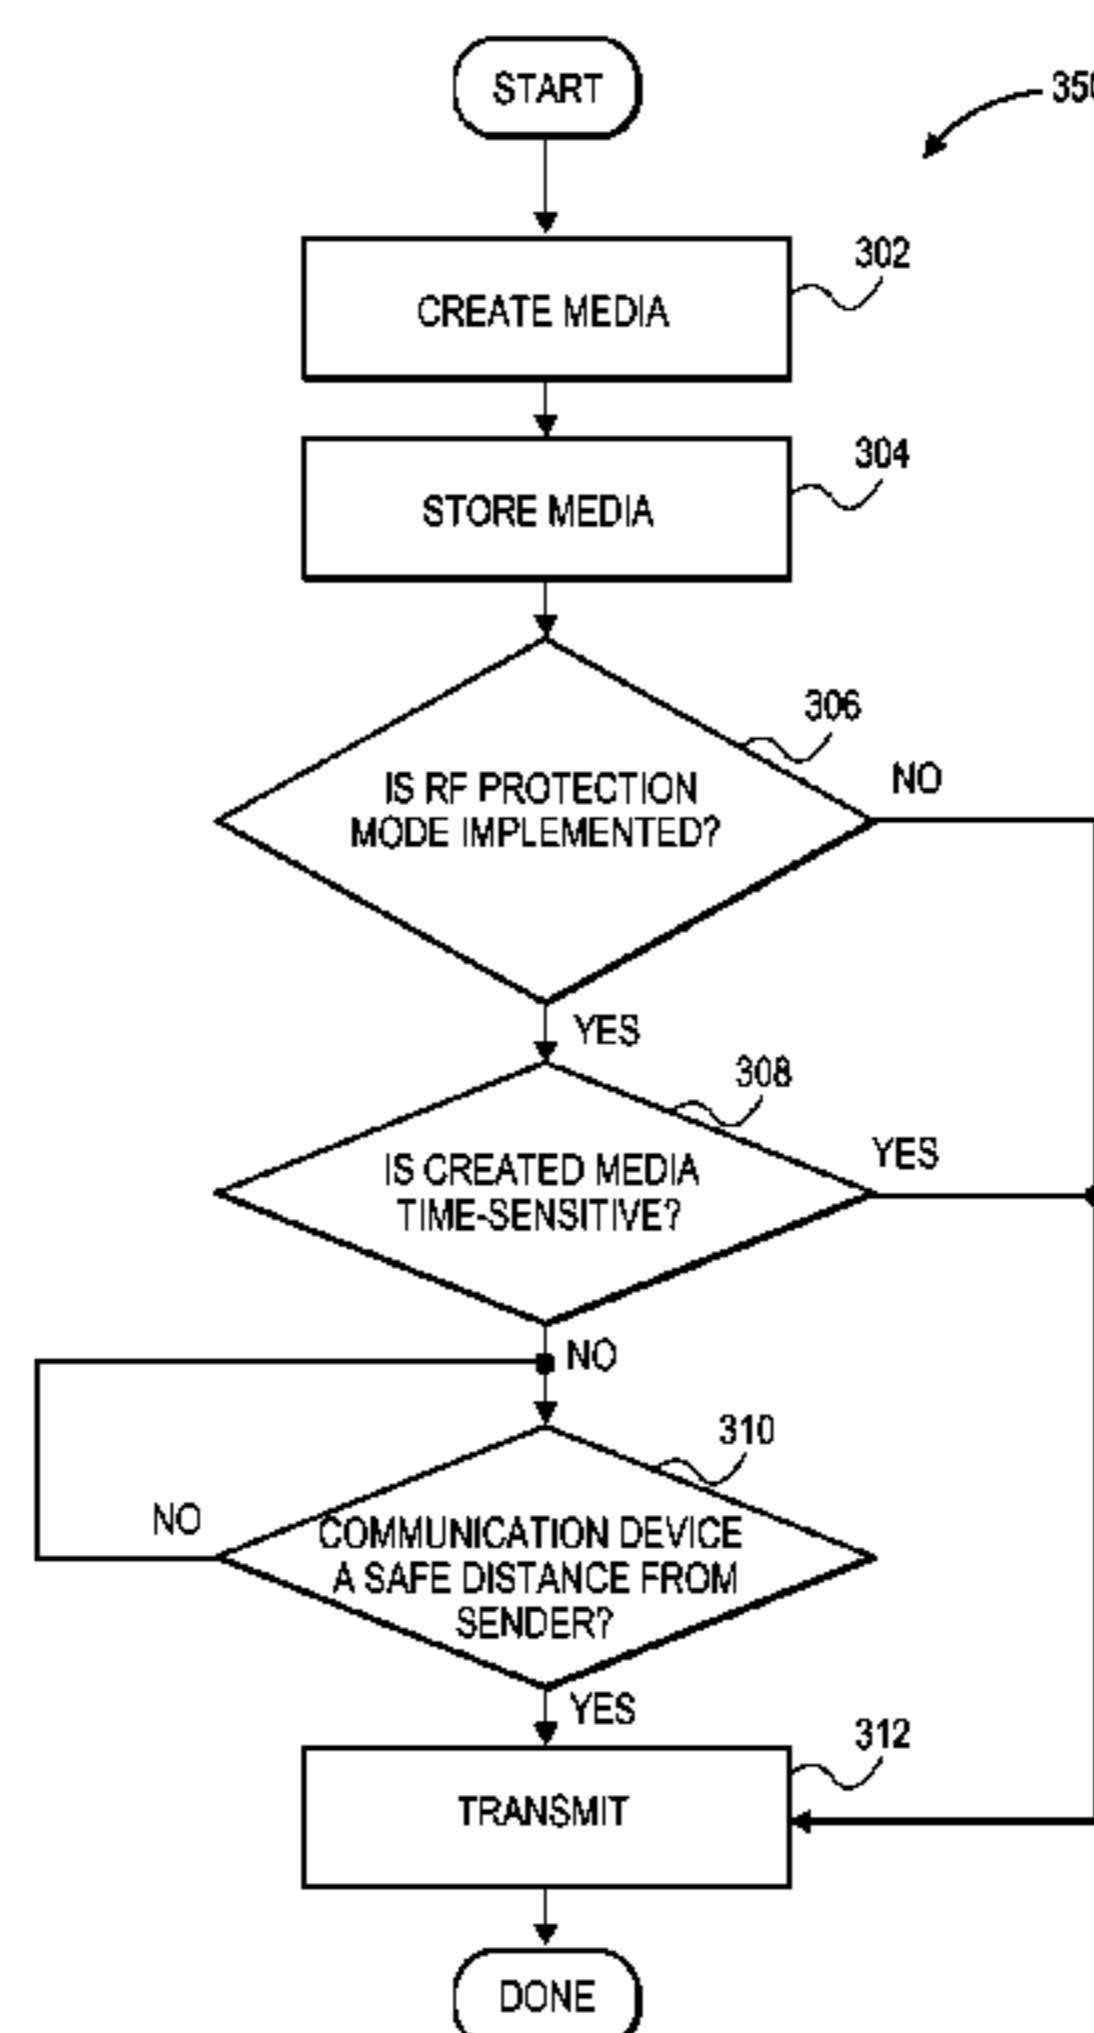 START
350
302
CREATE MEDIA
304
STORE MEDIA
306
NO
IS RF PROTECTION
MODE IMPLEMENTED?
YES
308
YES
IS CREATED MEDIA
TIME-SENSITIVE?
NO
310
NO
COMMUNICATION DEVICE
A SAFE DISTANCE FROM
SENDER?
YES
312
TRANSMIT
DONE